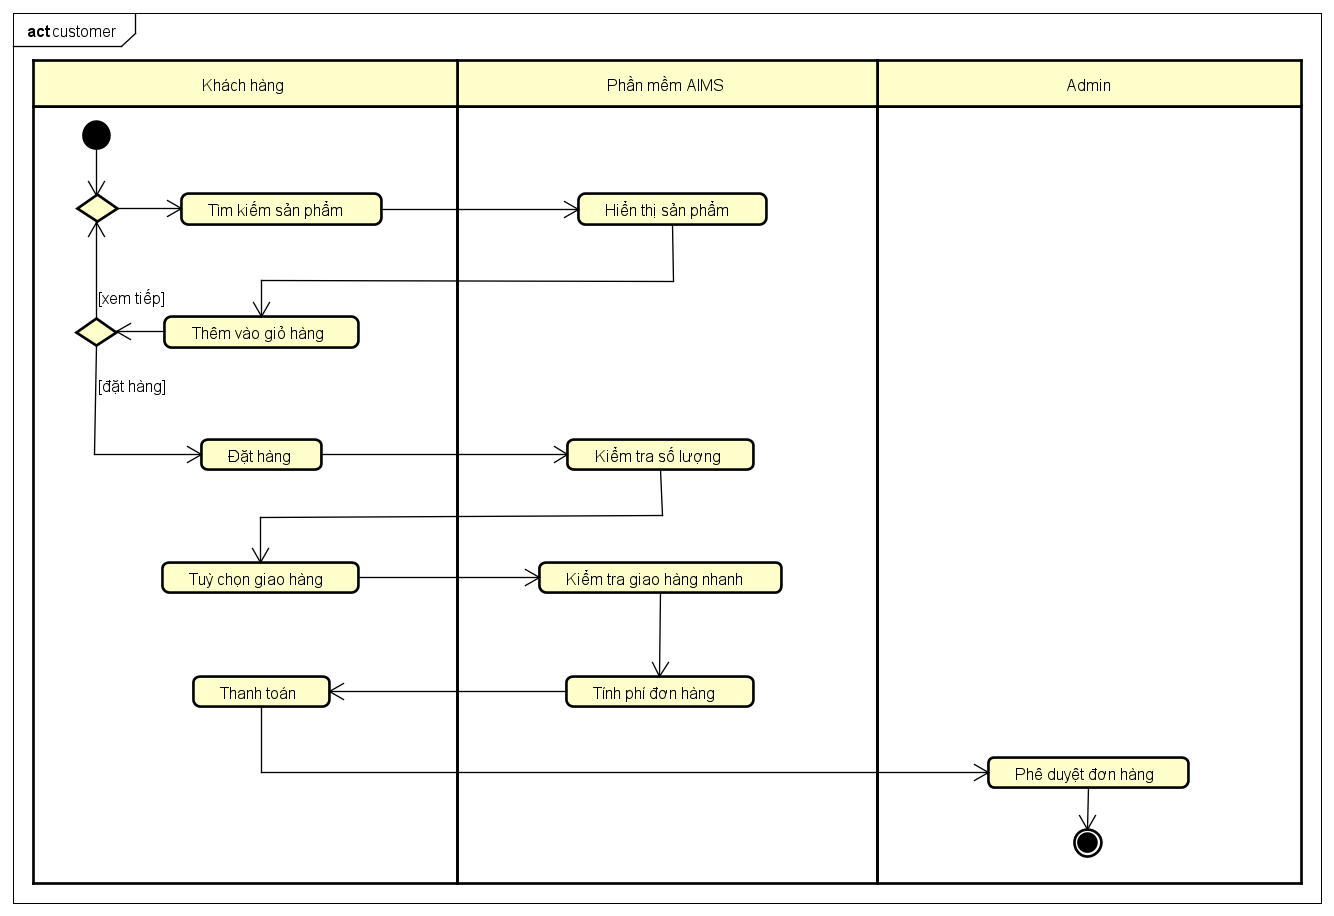 act customer
Khách hàng
Phần mềm AIMS
Admin
Tìm kiếm sản phẩm
Hiển thị sản phẩm
[xem tiếp]
Thêm vào giỏ hàng
[đặt hàng]
Đặt hàng
Kiểm tra số lượng
Tuỳ chọn giao hàng
Kiểm tra giao hàng nhanh
Thanh toán
Tính phí đơn hàng
Phê duyệt đơn hàng